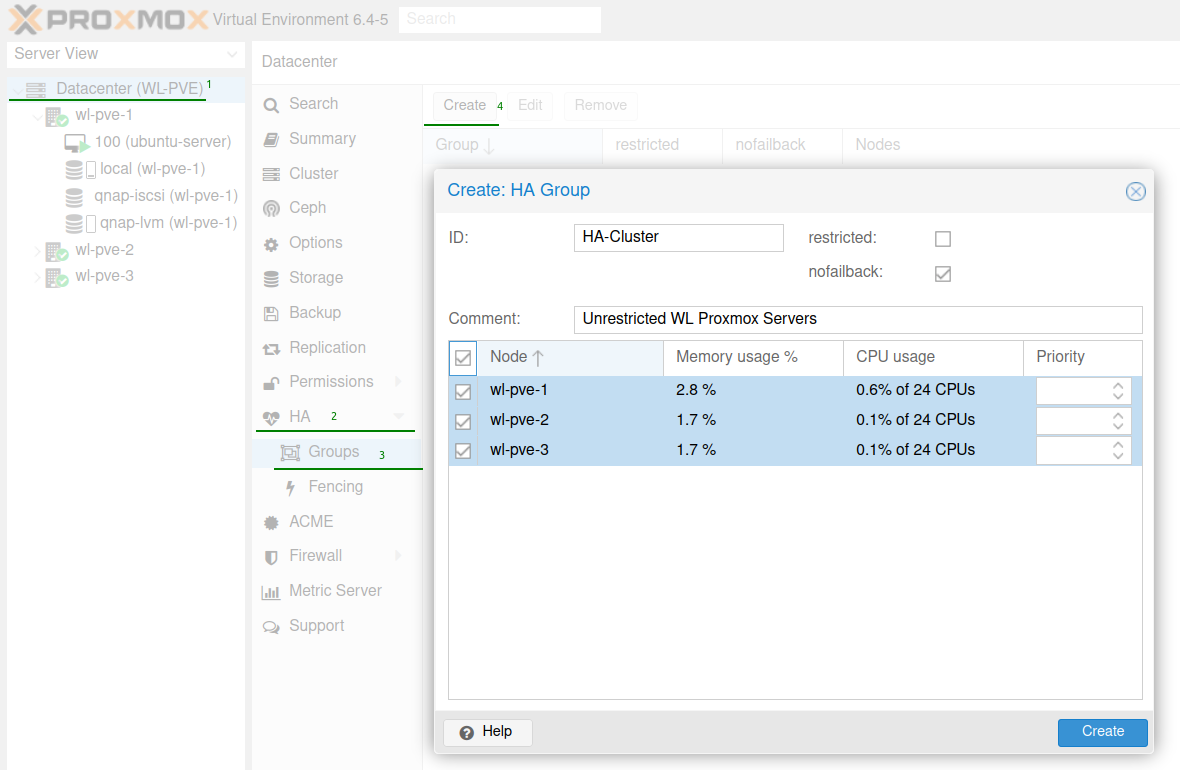 PROXMOX Virtual Environment 6.4-5 Search
Server View
Datacenter (WL-PVE) 1
wl-pve-1
100 (ubuntu-server)
local (wl-pve-1)
qnap-iscsi (wl-pve-1)
qnap-lvm (wl-pve-1)
wl-pve-2
wl-pve-3
Datacenter
Search
Summary
Cluster
Ceph
Options
Storage
Backup
Replication
Permissions
HA 2
Groups 3
Fencing
ACME
Firewall
Metric Server
Support
Create 4 Edit Remove
Group restricted nofailback Nodes
Create: HA Group
ID: HA-Cluster restricted:
nofailback:
Comment: Unrestricted WL Proxmox Servers
Node Memory usage % CPU usage Priority
wl-pve-1 2.8 % 0.6% of 24 CPUs
wl-pve-2 1.7 % 0.1% of 24 CPUs
wl-pve-3 1.7 % 0.1% of 24 CPUs
Help Create